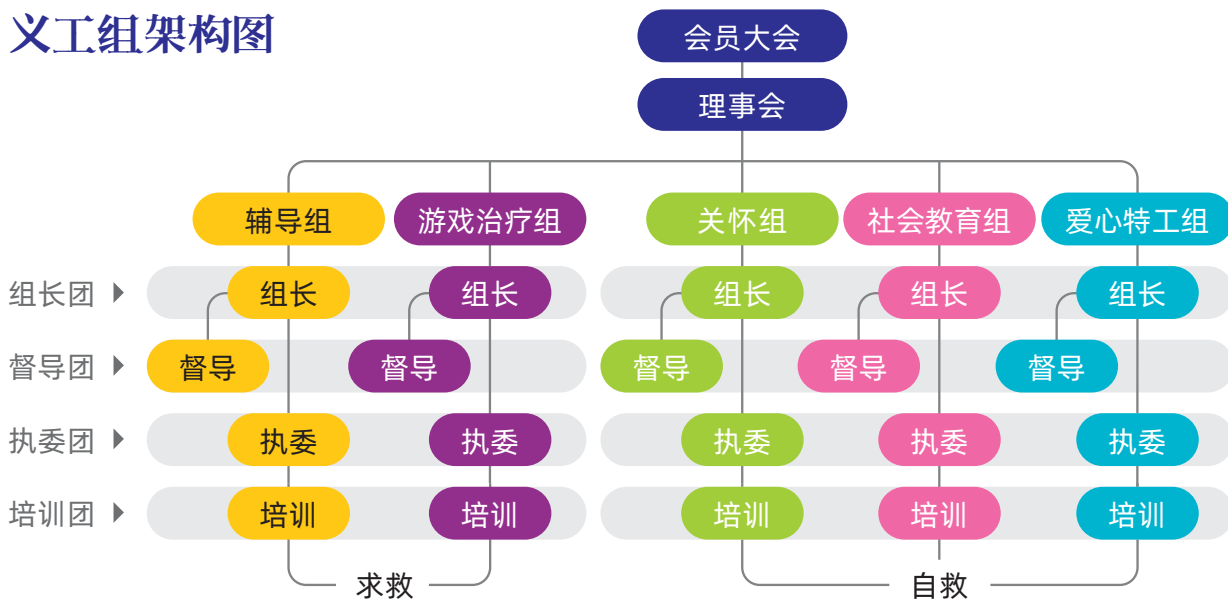 义工组架构图
会员大会
理事会
辅导组 游戏治疗组 关怀组 社会教育组 爱心特工组
组长团 组长 组长 组长 组长 组长
督导团 督导 督导 督导 督导 督导
执委团 执委 执委 执委 执委 执委
培训团 培训 培训 培训 培训 培训
求救 自救